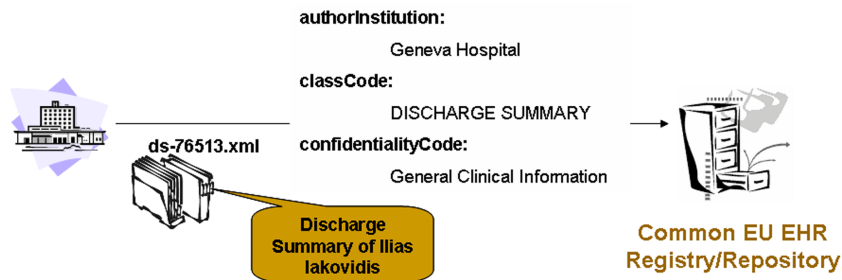 authorInstitution:
Geneva Hospital
classCode:
DISCHARGE SUMMARY
ds-76513.xml
confidentialityCode:
General Clinical Information
Discharge
Summary of Ilias
Iakovidis
Common EU EHR
Registry/Repository